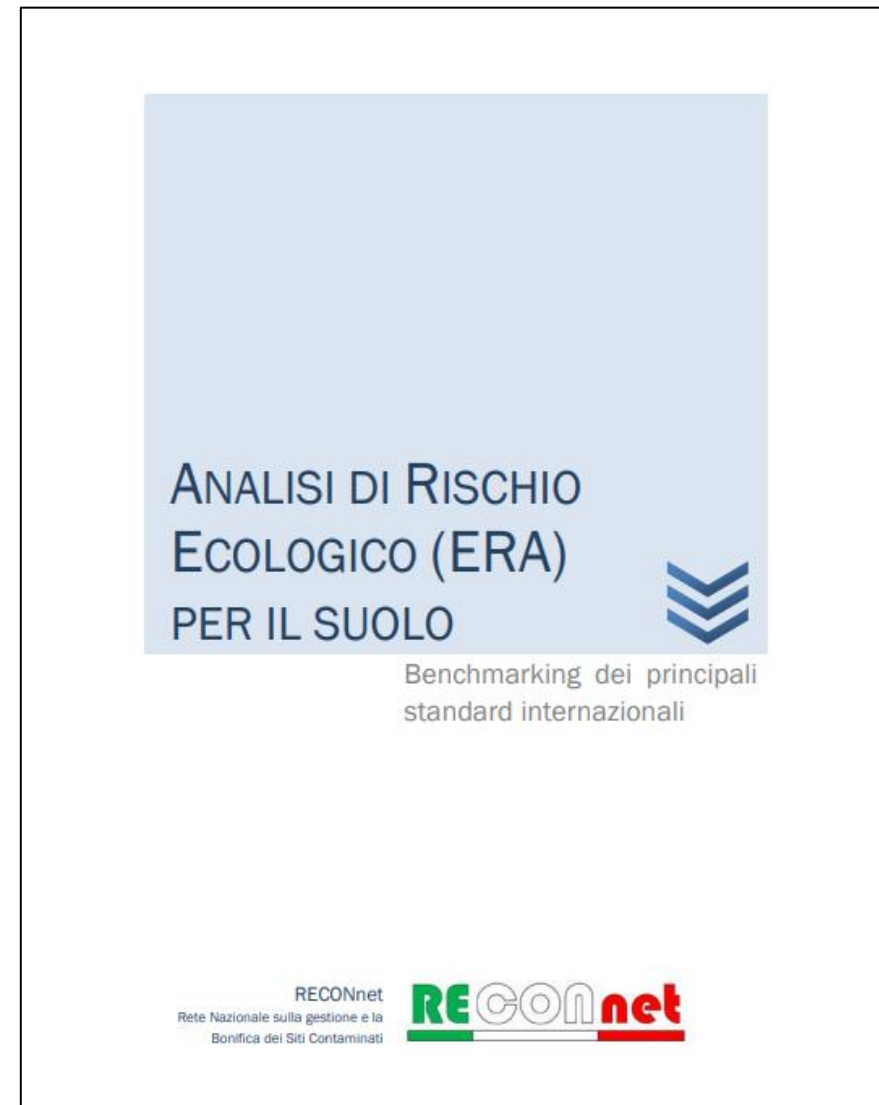 ANALISI DI RISCHIO
ECOLOGICO (ERA)
PER IL SUOLO
Benchmarking dei principali
standard internazionali
RECONnet
Rete Nazionale sulla gestione e la
Bonifica dei Siti Contaminati
RECONnet